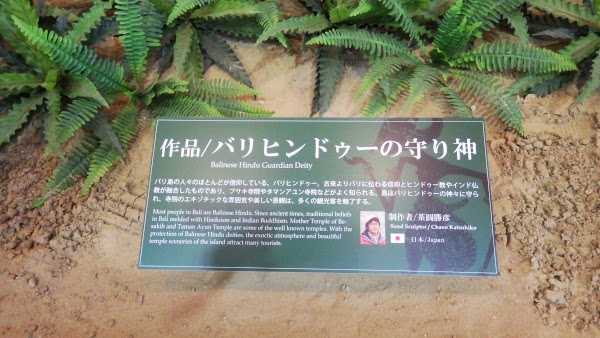 作品/バリヒンドゥーの守り神
Balinese Hindu Guardian Deity
バリ島の人々のほとんどが信仰している、バリヒンドゥー。古来よりバリに伝わる信仰とヒンドゥー教やインド仏
教が融合したものであり、ブサキ寺院やタマンアユン寺院などがよく知られる。島はバリヒンドゥーの神々に守ら
れ、寺院のエキゾチックな雰囲気や美しい景観は、多くの観光客を魅了する。
Most people in Bali are Balinese Hindu. Since ancient times, traditional beliefs
in Bali melded with Hinduism and Indian Buddhism. Mother Temple of Be-
sakih and Taman Ayun Temple are some of the well known temples. With the
protection of Balinese Hindu deities, the exotic atmosphere and beautiful
temple sceneries of the island attract many tourists.
制作者/茶圓勝彦
Sand Sculptor / Chaen Katsuhiko
日本/Japan